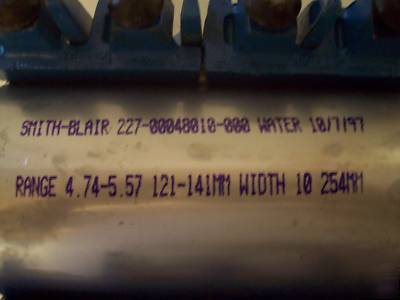 SMITH-BLAIR 227-00048010-000 WATER 10/7/97
RANGE 4.74-5.57 121-141MM WIDTH 10 254MM